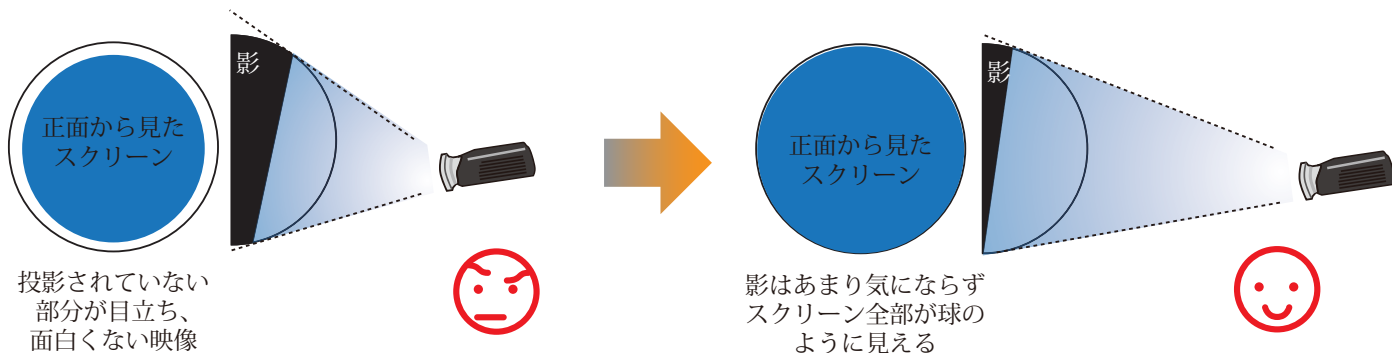 影
正面から見た
スクリーン
投影されていない
部分が目立ち、
面白くない映像
影
正面から見た
スクリーン
影はあまり気にならず
スクリーン全部が球の
ように見える